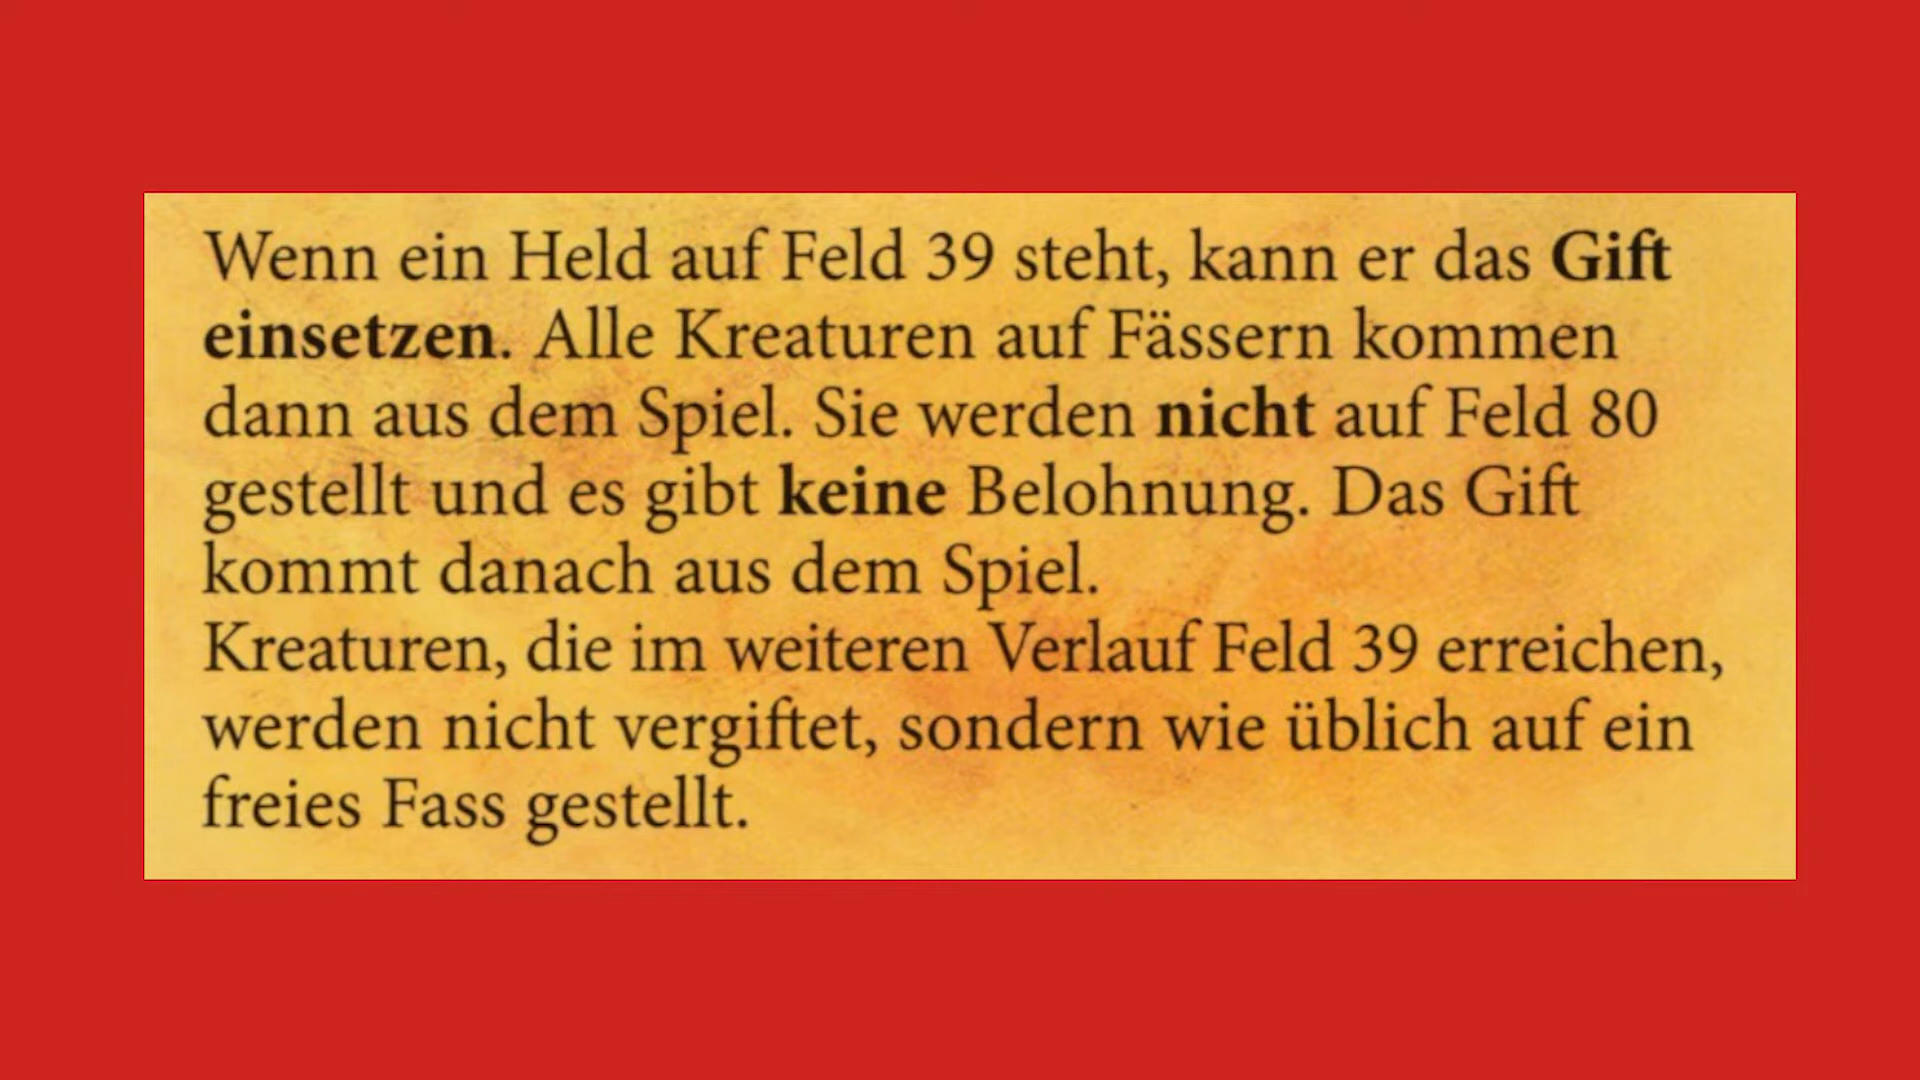 Wenn ein Held auf Feld 39 steht, kann er das Gift
einsetzen. Alle Kreaturen auf Fässern kommen
dann aus dem Spiel. Sie werden nicht auf Feld 80
gestellt und es gibt keine Belohnung. Das Gift
kommt danach aus dem Spiel.
Kreaturen, die im weiteren Verlauf Feld 39 erreichen,
werden nicht vergiftet, sondern wie üblich auf ein
freies Fass gestellt.